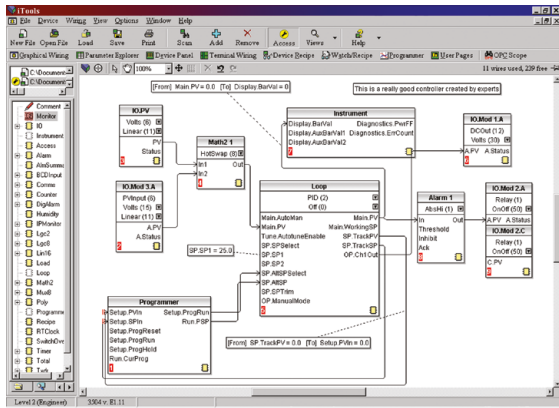 iTools
File Device Wiring View Options Window Help
New File Open File Load Save Print Scan Add Remove Access Views Help
Graphical Wiring Parameter Explorer Device Panel Terminal Wiring Device Recipe Watch/Recipe Programmer User Pages OPC Scope
C:\Document
C:\Document
100%
11 wires used, 239 free
Comment
Monitor
IO
Instrument
Access
Alarm
AlmSumm
BCDInput
Comms
Counter
DigAlarm
Humidity
IPMonitor
Lgc2
Lgc8
Lin16
Load
Loop
Math2
Mux8
Poly
Programme
Recipe
RTClock
SwitchOve
Timer
Total
[From] Main.PV = 0.0 [To] Display.BarVal = 0
This is a really good controller created by experts
IO.PV
Volts (6)
Linear (11)
PV
Status
3
Math2 1
HotSwap (8)
In1 Out
In2
4
Instrument
Display.BarVal Diagnostics.PwrFF
Display.AuxBarVal1 Diagnostics.ErrCount
Display.AuxBarVal2
7
IO.Mod 1.A
DCOut (12)
Volts (30)
A.PV A.Status
IO.Mod 3.A
PVInput (6)
Volts (15)
Linear (11)
A.PV
A.Status
2
SP.SP1 = 25.0
Loop
PID (2)
Off (0)
Main.AutoMan Main.PV
Main.PV Main.WorkingSP
Tune.AutotuneEnable SP.TrackPV
SP.SPSelect SP.TrackSP
SP.SP1 OP.Ch1Out
SP.SP2
SP.AltSPSelect
SP.AltSP
SP.SPTrim
OP.ManualMode
Alarm 1
AbsHi (1)
In Out
Threshold
Inhibit
Ack
IO.Mod 2.A
Relay (1)
OnOff (50)
A.PV A.Status
IO.Mod 2.C
Relay (1)
OnOff (50)
C.PV
Programmer
Setup.PVIn Setup.ProgRun
Setup.SPIn Run.PSP
Setup.ProgReset
Setup.ProgRun
Setup.ProgHold
Run.CurProg
1
[From] SP.TrackPV = 0.0 [To] Setup.PVIn = 0.0
Level 2 (Engineer) 3504 v. E1.11